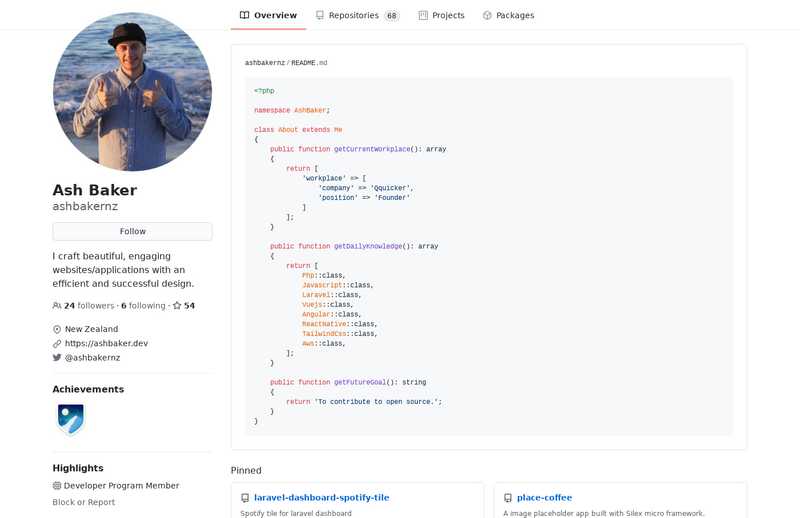 Overview
Repositories 68
Projects
Packages
Ash Baker
ashbakernz
Follow
I craft beautiful, engaging
websites/applications with an
efficient and successful design.
24 followers · 6 following · 54
New Zealand
https://ashbaker.dev
@ashbakernz
Achievements
Highlights
Developer Program Member
Block or Report
ashbakernz/README.md
<?php
namespace AshBaker;
class About extends Me
{
    public function getCurrentWorkplace(): array
    {
        return [
            'workplace' => [
                'company' => 'Qquicker',
                'position' => 'Founder'
            ]
        ];
    }
    public function getDailyKnowledge(): array
    {
        return [
            Php::class,
            Javascript::class,
            Laravel::class,
            Vuejs::class,
            Angular::class,
            ReactNative::class,
            TailwindCss::class,
            Aws::class,
        ];
    }
    public function getFutureGoal(): string
    {
        return 'To contribute to open source.';
    }
}
Pinned
laravel-dashboard-spotify-tile
Spotify tile for laravel dashboard
place-coffee
A image placeholder app built with Silex micro framework.